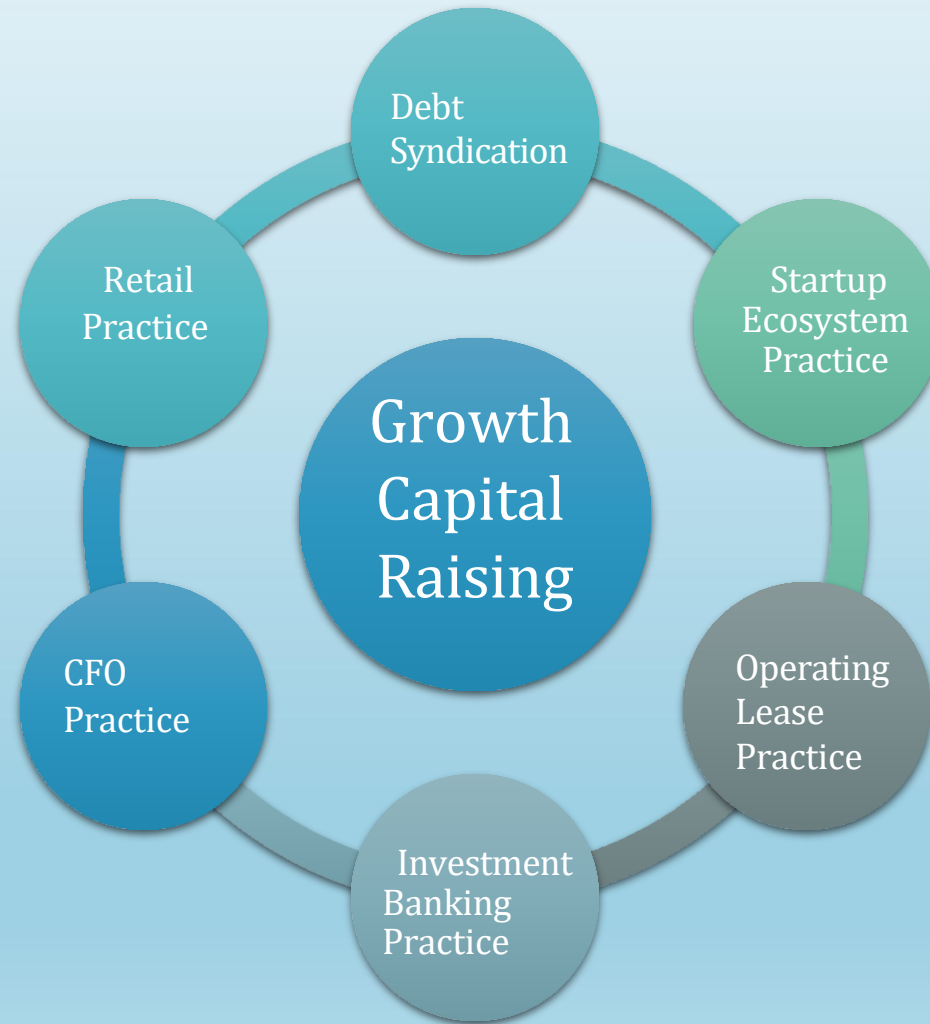 Debt
Syndication
Retail
Practice
Startup
Ecosystem
Practice
Growth
Capital
Raising
CFO
Practice
Operating
Lease
Practice
Investment
Banking
Practice